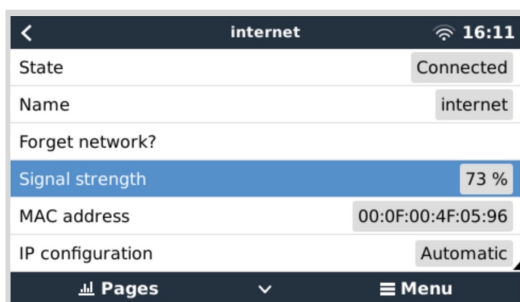 internet 16:11
State Connected
Name internet
Forget network?
Signal strength 73 %
MAC address 00:0F:00:4F:05:96
IP configuration Automatic
Pages Menu